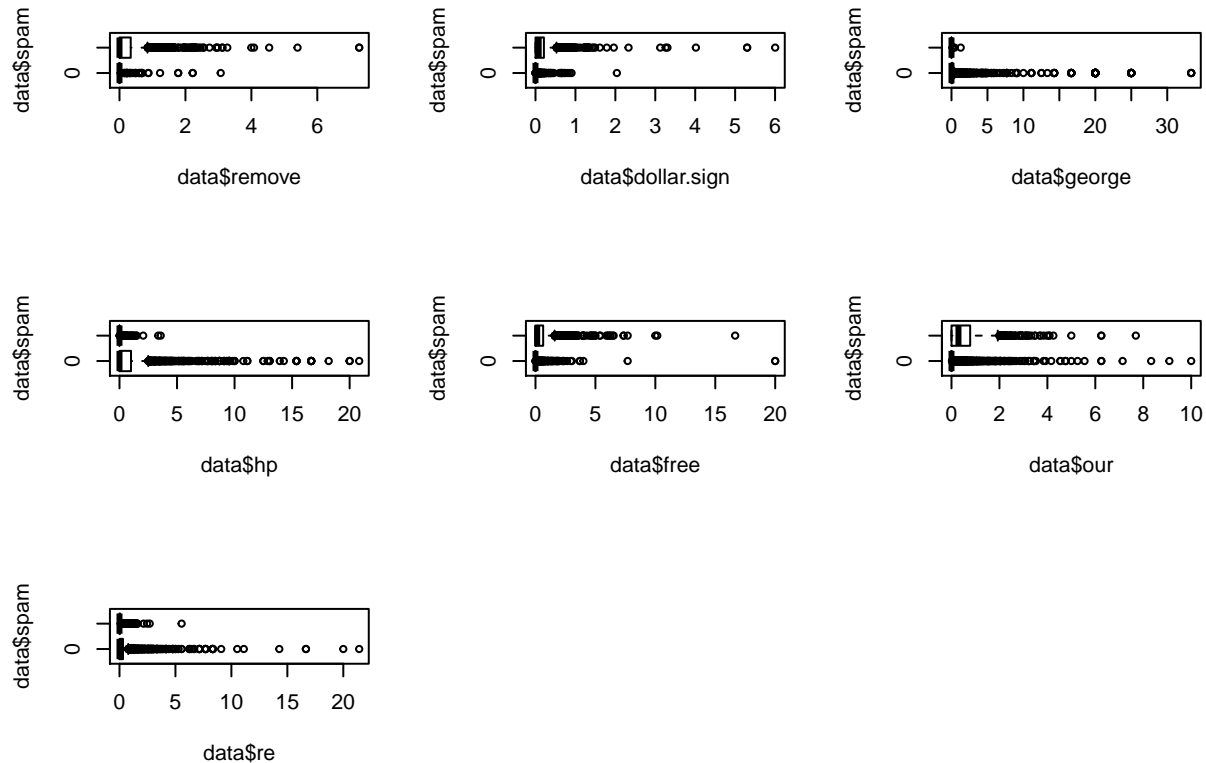 data$spam
0
0 2 4 6
data$remove
data$spam
0
0 1 2 3 4 5 6
data$dollar.sign
data$spam
0
0 5 10 20 30
data$george
data$spam
0
0 5 10 15 20
data$hp
data$spam
0
0 5 10 15 20
data$free
data$spam
0
0 2 4 6 8 10
data$our
data$spam
0
0 5 10 15 20
data$re